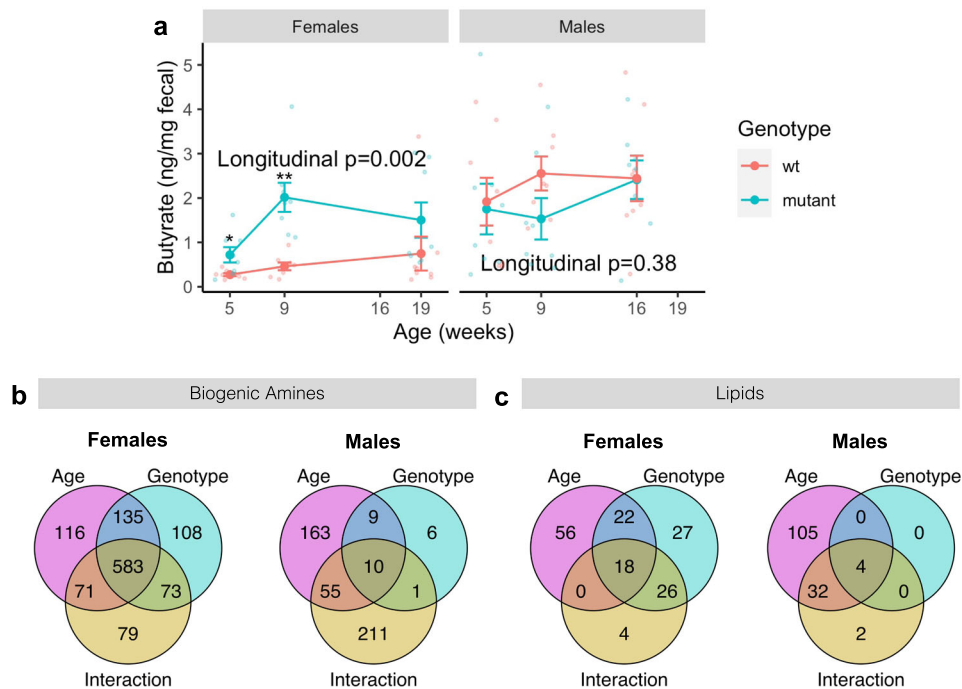 a
Females
Males
Butyrate (ng/mg fecal)
5
4
3
2
1
0
Longitudinal p=0.002
**
*
Longitudinal p=0.38
5
9
16
19
5
9
16
19
Age (weeks)
Genotype
wt
mutant
b
Biogenic Amines
Females
Age
Genotype
116
135
108
583
71
73
79
Interaction
Males
Age
Genotype
163
9
6
10
55
1
211
Interaction
c
Lipids
Females
Age
Genotype
56
22
27
18
0
26
4
Interaction
Males
Age
Genotype
105
0
0
4
32
0
2
Interaction